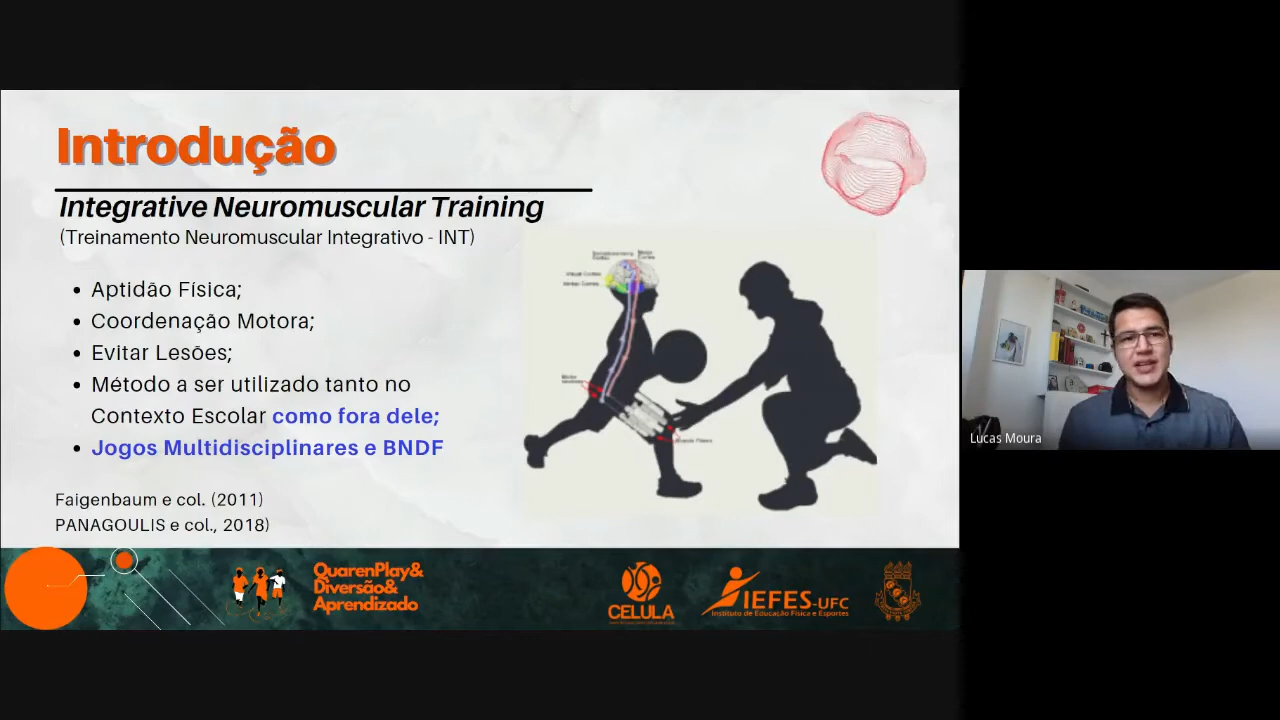 Introdução
Integrative Neuromuscular Training
(Treinamento Neuromuscular Integrativo - INT)
Aptidão Física;
Coordenação Motora;
Evitar Lesões;
Método a ser utilizado tanto no
Contexto Escolar como fora dele;
Jogos Multidisciplinares e BNDF
Faigenbaum e col. (2011)
PANAGOULIS e col., 2018)
QuarenPlay&
Diversão&
Aprendizado
CELULA
IEFES-UFC
Instituto de Educação Física e Esportes
Lucas Moura